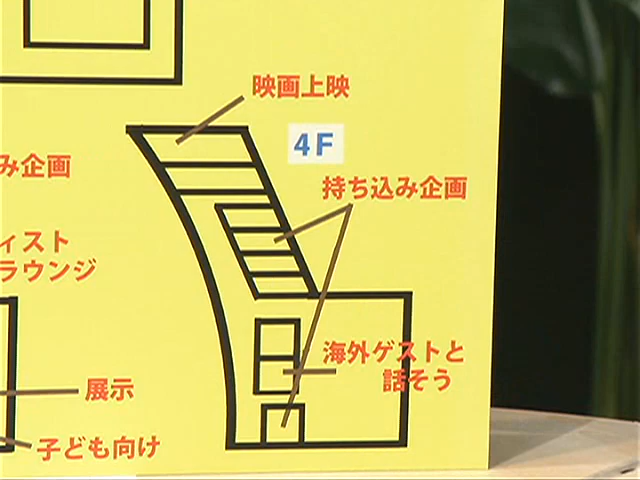 映画上映
4F
み企画
持ち込み企画
ィスト
ラウンジ
海外ゲストと
話そう
展示
子ども向け